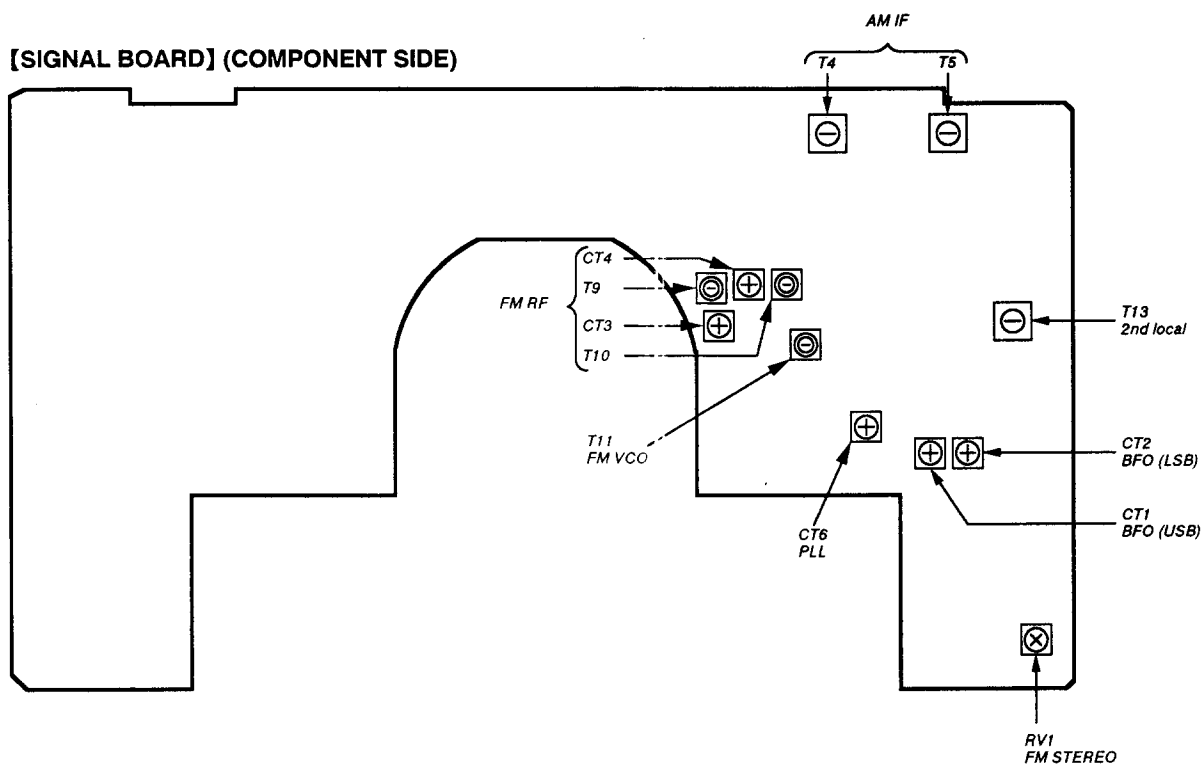 AM IF
【SIGNAL BOARD】 (COMPONENT SIDE)
T4
T5
CT4
T9
FM RF
CT3
T10
T13
2nd local
T11
FM VCO
CT2
BFO (LSB)
CT1
BFO (USB)
CT6
PLL
RV1
FM STEREO